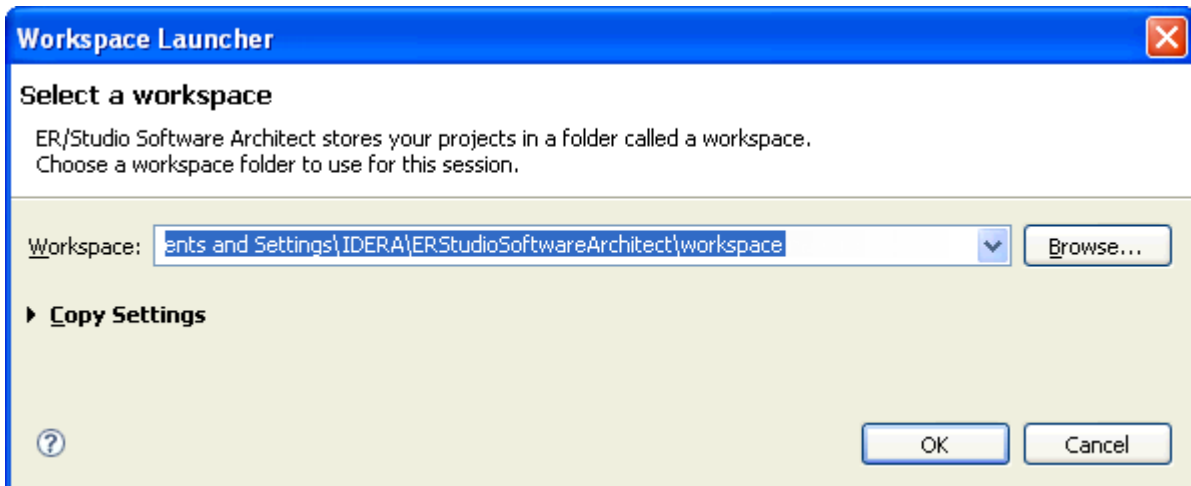 Workspace Launcher
Select a workspace
ER/Studio Software Architect stores your projects in a folder called a workspace.
Choose a workspace folder to use for this session.
Workspace: ents and Settings\IDERA\ERStudioSoftwareArchitect\workspace Browse...
Copy Settings
? OK Cancel